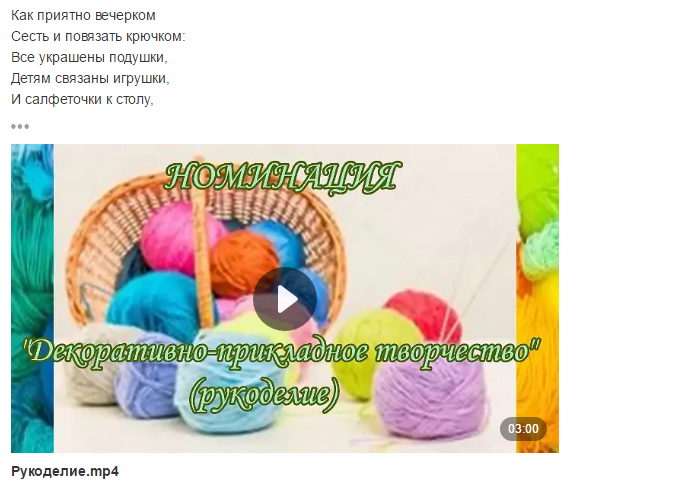 Как приятно вечерком
Сесть и повязать крючком:
Все украшены подушки,
Детям связаны игрушки,
И салфеточки к столу,
•••
НОМИНАЦИЯ
"Декоративно-прикладное творчество"
(рукоделие)
03:00
Рукоделие.mp4